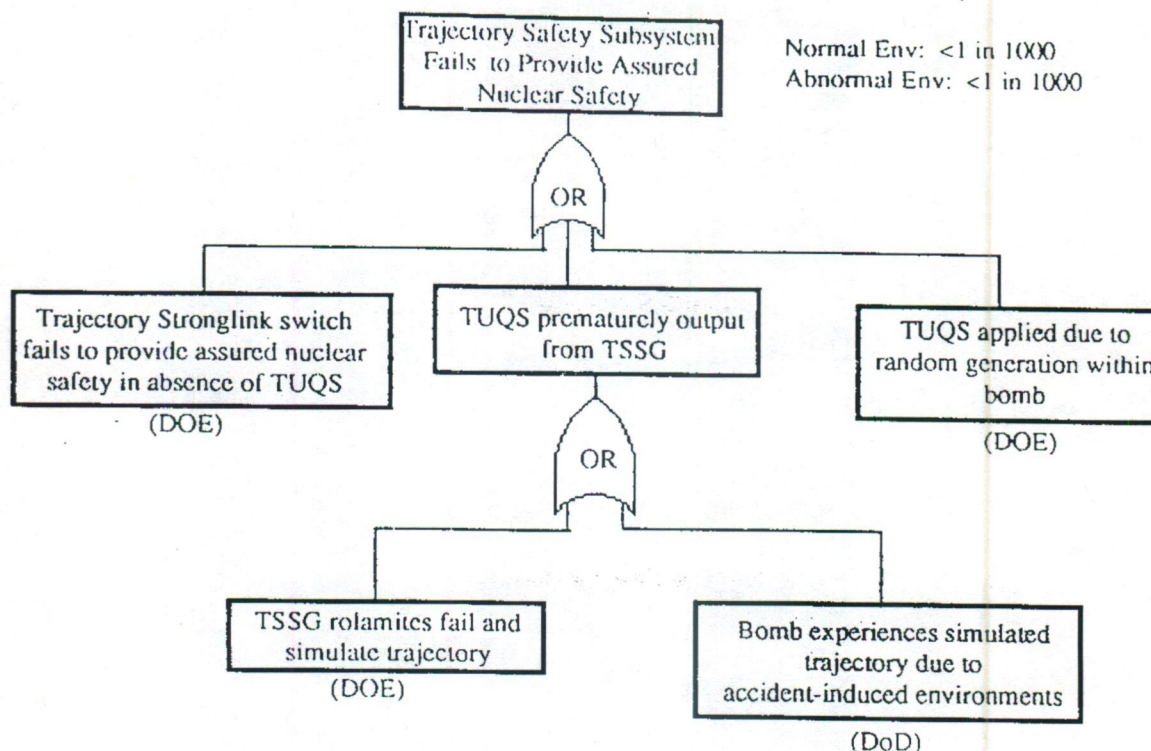 Trajectory Safety Subsystem
Fails to Provide Assured
Nuclear Safety
Normal Env: <1 in 1000
Abnormal Env: <1 in 1000
OR
Trajectory Stronglink switch
fails to provide assured nuclear
safety in absence of TUQS
(DOE)
TUQS prematurely output
from TSSG
TUQS applied due to
random generation within
bomb
(DOE)
OR
TSSG rolamites fail and
simulate trajectory
(DOE)
Bomb experiences simulated
trajectory due to
accident-induced environments
(DoD)